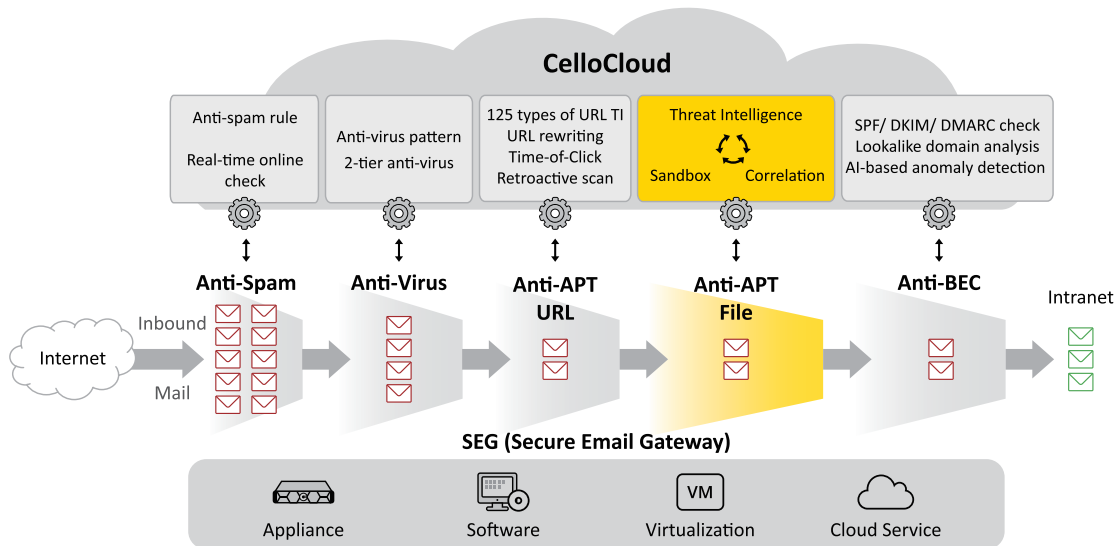 CelloCloud
Anti-spam rule
Real-time online
check
Anti-virus pattern
2-tier anti-virus
125 types of URL TI
URL rewriting
Time-of-Click
Retroactive scan
Threat Intelligence
Sandbox
Correlation
SPF/ DKIM/ DMARC check
Lookalike domain analysis
AI-based anomaly detection
Anti-Spam
Anti-Virus
Anti-APT
URL
Anti-APT
File
Anti-BEC
Internet
Inbound
Mail
Intranet
SEG (Secure Email Gateway)
Appliance
Software
VM
Virtualization
Cloud Service